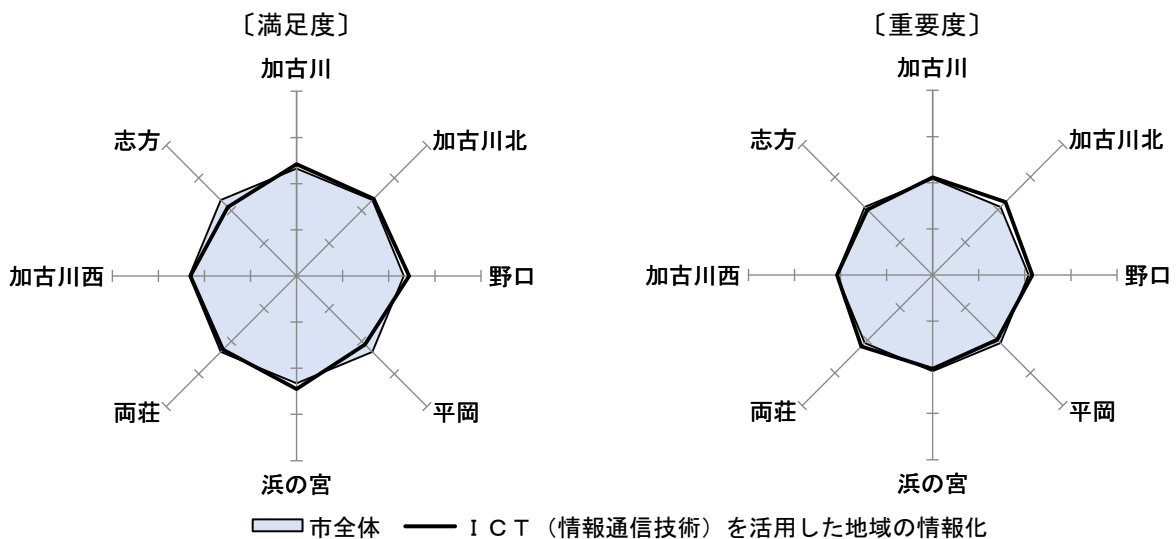 〔満足度〕
加古川
加古川北
野口
平岡
浜の宮
両荘
加古川西
志方
〔重要度〕
加古川
加古川北
野口
平岡
浜の宮
両荘
加古川西
志方
市全体
ＩＣＴ（情報通信技術）を活用した地域の情報化